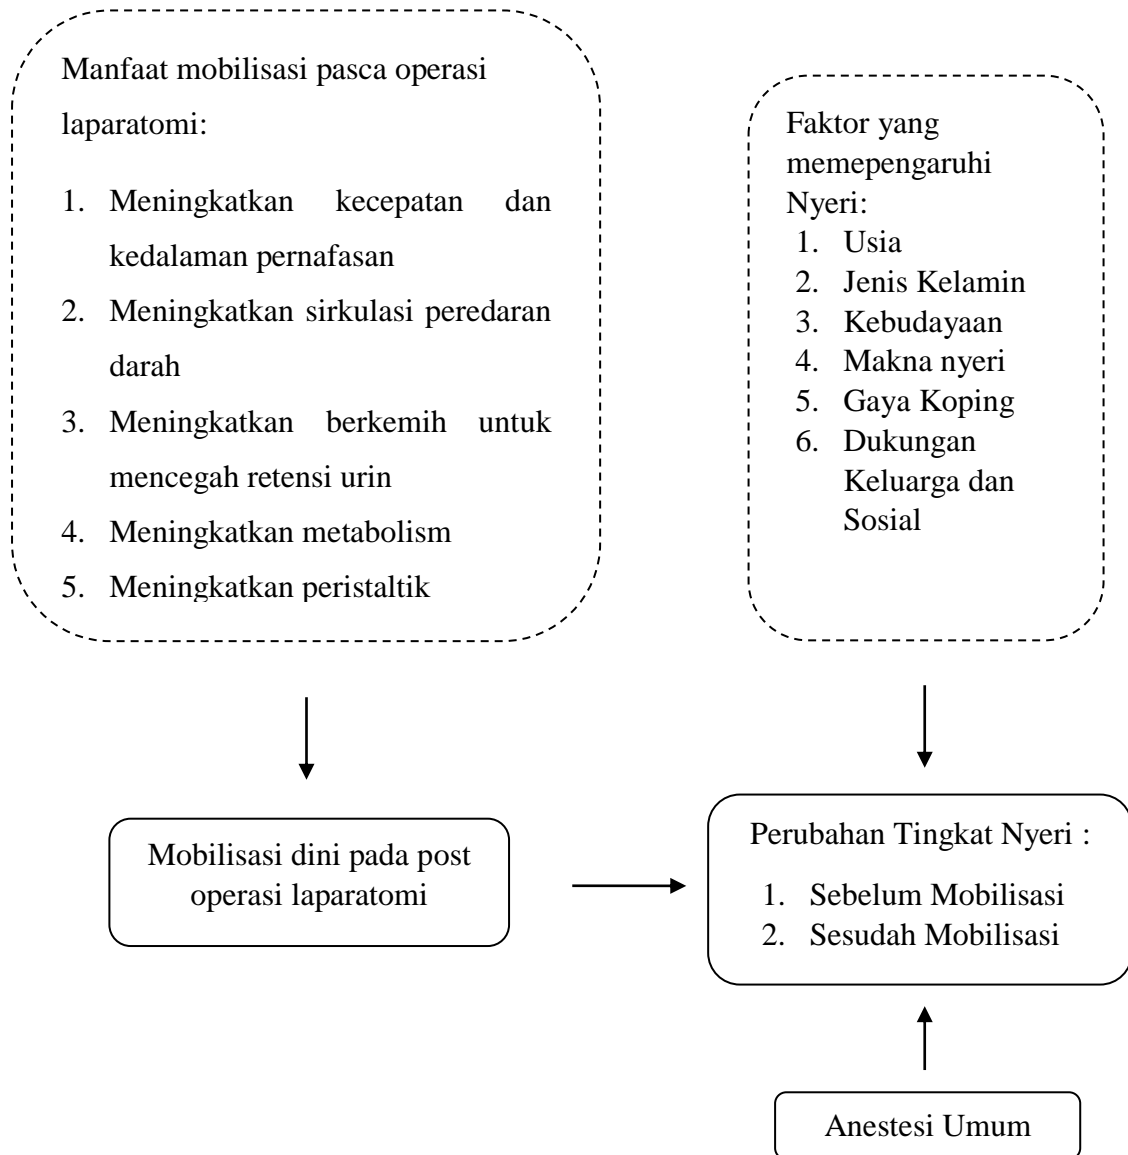 Manfaat mobilisasi pasca operasi
laparatomi:
1. Meningkatkan kecepatan dan
kedalaman pernafasan
2. Meningkatkan sirkulasi peredaran
darah
3. Meningkatkan berkemih untuk
mencegah retensi urin
4. Meningkatkan metabolism
5. Meningkatkan peristaltik
Faktor yang
memepengaruhi
Nyeri:
1. Usia
2. Jenis Kelamin
3. Kebudayaan
4. Makna nyeri
5. Gaya Koping
6. Dukungan
Keluarga dan
Sosial
Mobilisasi dini pada post
operasi laparatomi
Perubahan Tingkat Nyeri :
1. Sebelum Mobilisasi
2. Sesudah Mobilisasi
Anestesi Umum